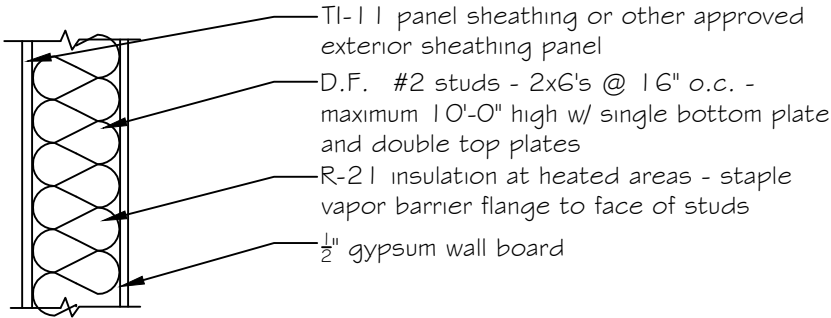 TI-11 panel sheathing or other approved
exterior sheathing panel
D.F. #2 studs - 2x6's @ 16" o.c. -
maximum 10'-0" high w/ single bottom plate
and double top plates
R-21 insulation at heated areas - staple
vapor barrier flange to face of studs
½" gypsum wall board